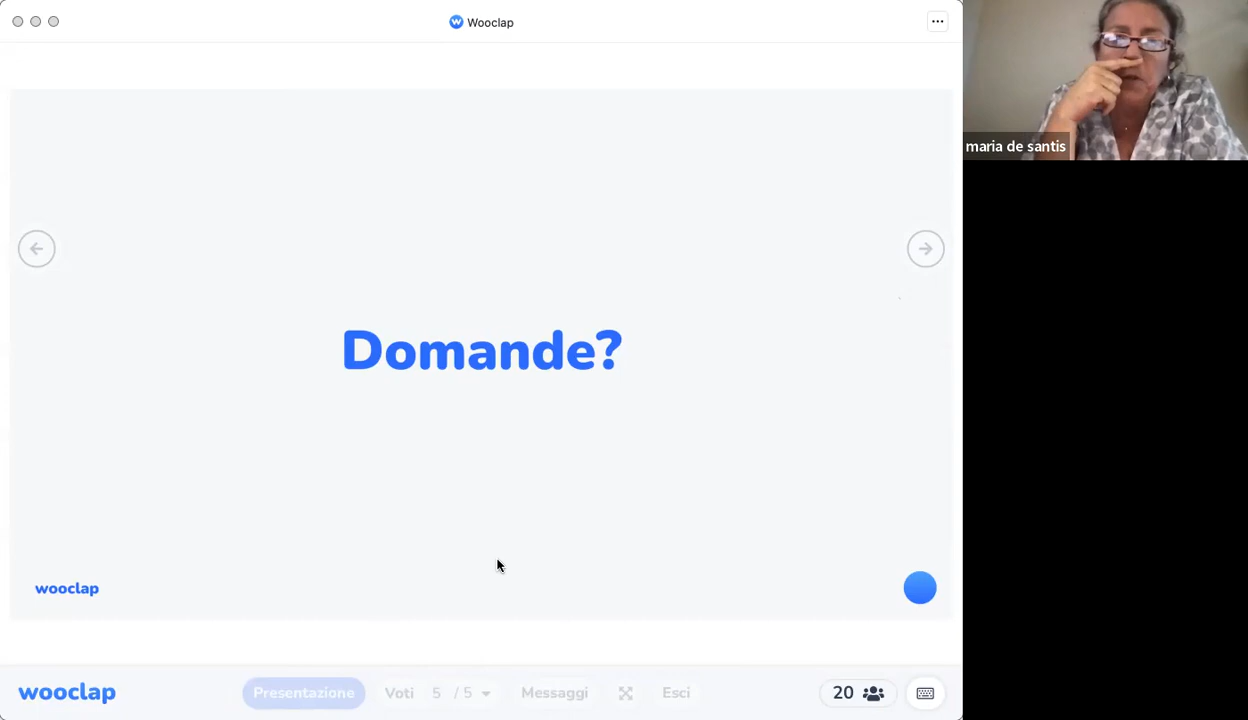 Wooclap
maria de santis
Domande?
wooclap
wooclap
Presentazione
Voti 5 / 5
Messaggi
Esci
20